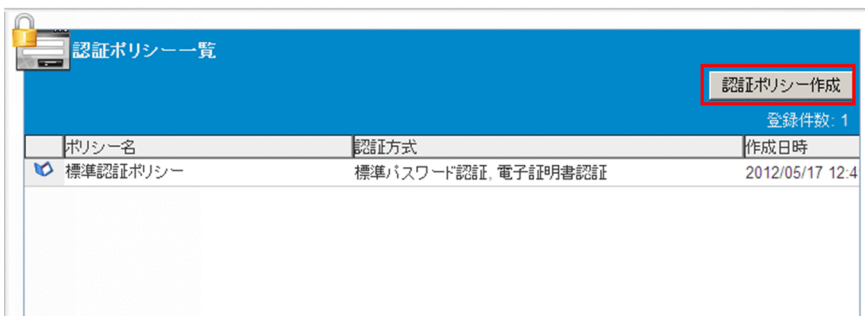 認証ポリシー一覧
認証ポリシー作成
登録件数: 1
ポリシー名 認証方式 作成日時
標準認証ポリシー 標準パスワード認証, 電子証明書認証 2012/05/17 12:4